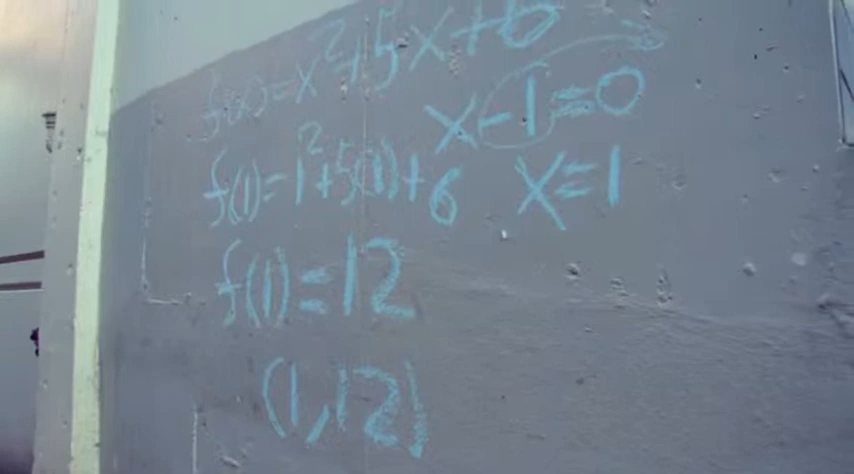 f(x)=x²+5x+6
x-1=0
f(1)=1²+5(1)+6
x=1
f(1)=12
(1,12)